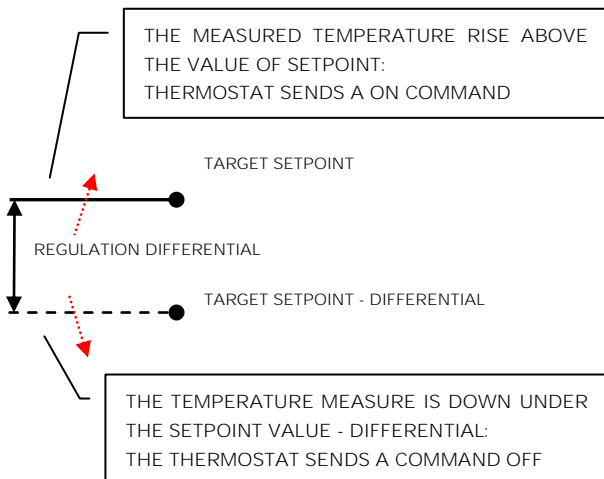 THE MEASURED TEMPERATURE RISE ABOVE
THE VALUE OF SETPOINT:
THERMOSTAT SENDS A ON COMMAND
TARGET SETPOINT
REGULATION DIFFERENTIAL
TARGET SETPOINT - DIFFERENTIAL
THE TEMPERATURE MEASURE IS DOWN UNDER
THE SETPOINT VALUE - DIFFERENTIAL:
THE THERMOSTAT SENDS A COMMAND OFF